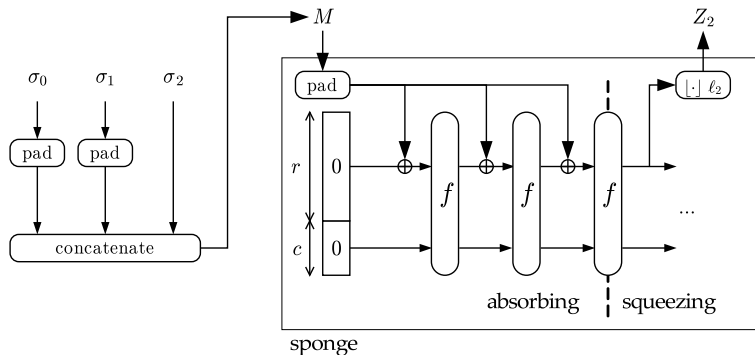 M
Z₂
σ₀ σ₁ σ₂
pad
⌊·⌋ ℓ₂
pad pad
r
0
f f f
...
concatenate
c
0
absorbing squeezing
sponge